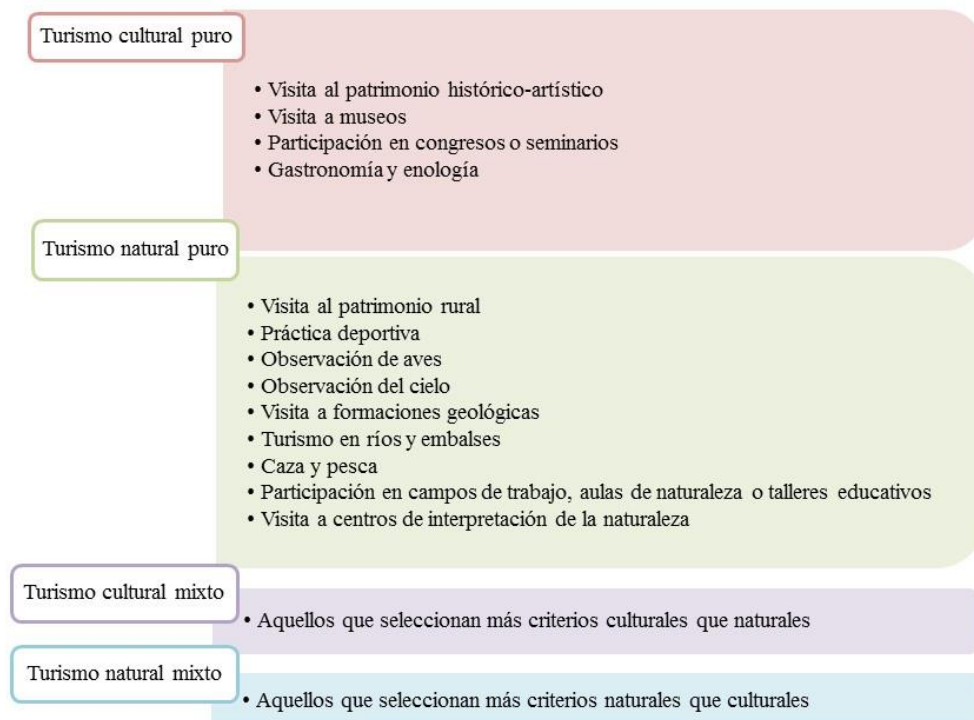 Turismo cultural puro
• Visita al patrimonio histórico-artístico
• Visita a museos
• Participación en congresos o seminarios
• Gastronomía y enología
Turismo natural puro
• Visita al patrimonio rural
• Práctica deportiva
• Observación de aves
• Observación del cielo
• Visita a formaciones geológicas
• Turismo en ríos y embalses
• Caza y pesca
• Participación en campos de trabajo, aulas de naturaleza o talleres educativos
• Visita a centros de interpretación de la naturaleza
Turismo cultural mixto
• Aquellos que seleccionan más criterios culturales que naturales
Turismo natural mixto
• Aquellos que seleccionan más criterios naturales que culturales